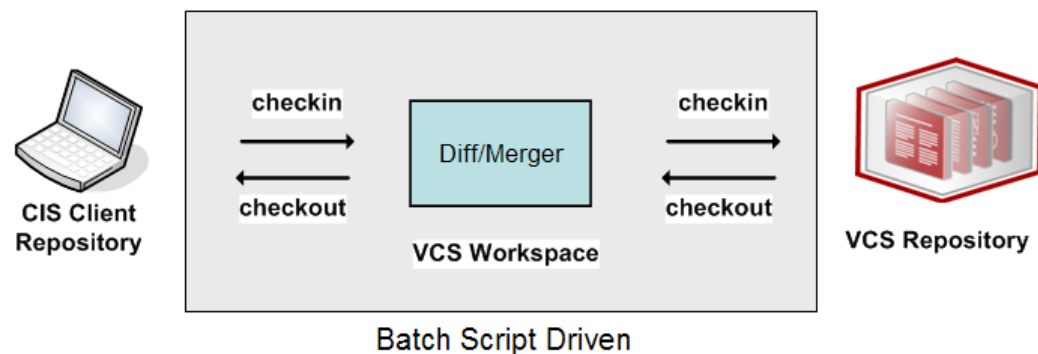 checkin
checkin
Diff/Merger
checkout
checkout
CIS Client
Repository
VCS Workspace
VCS Repository
Batch Script Driven